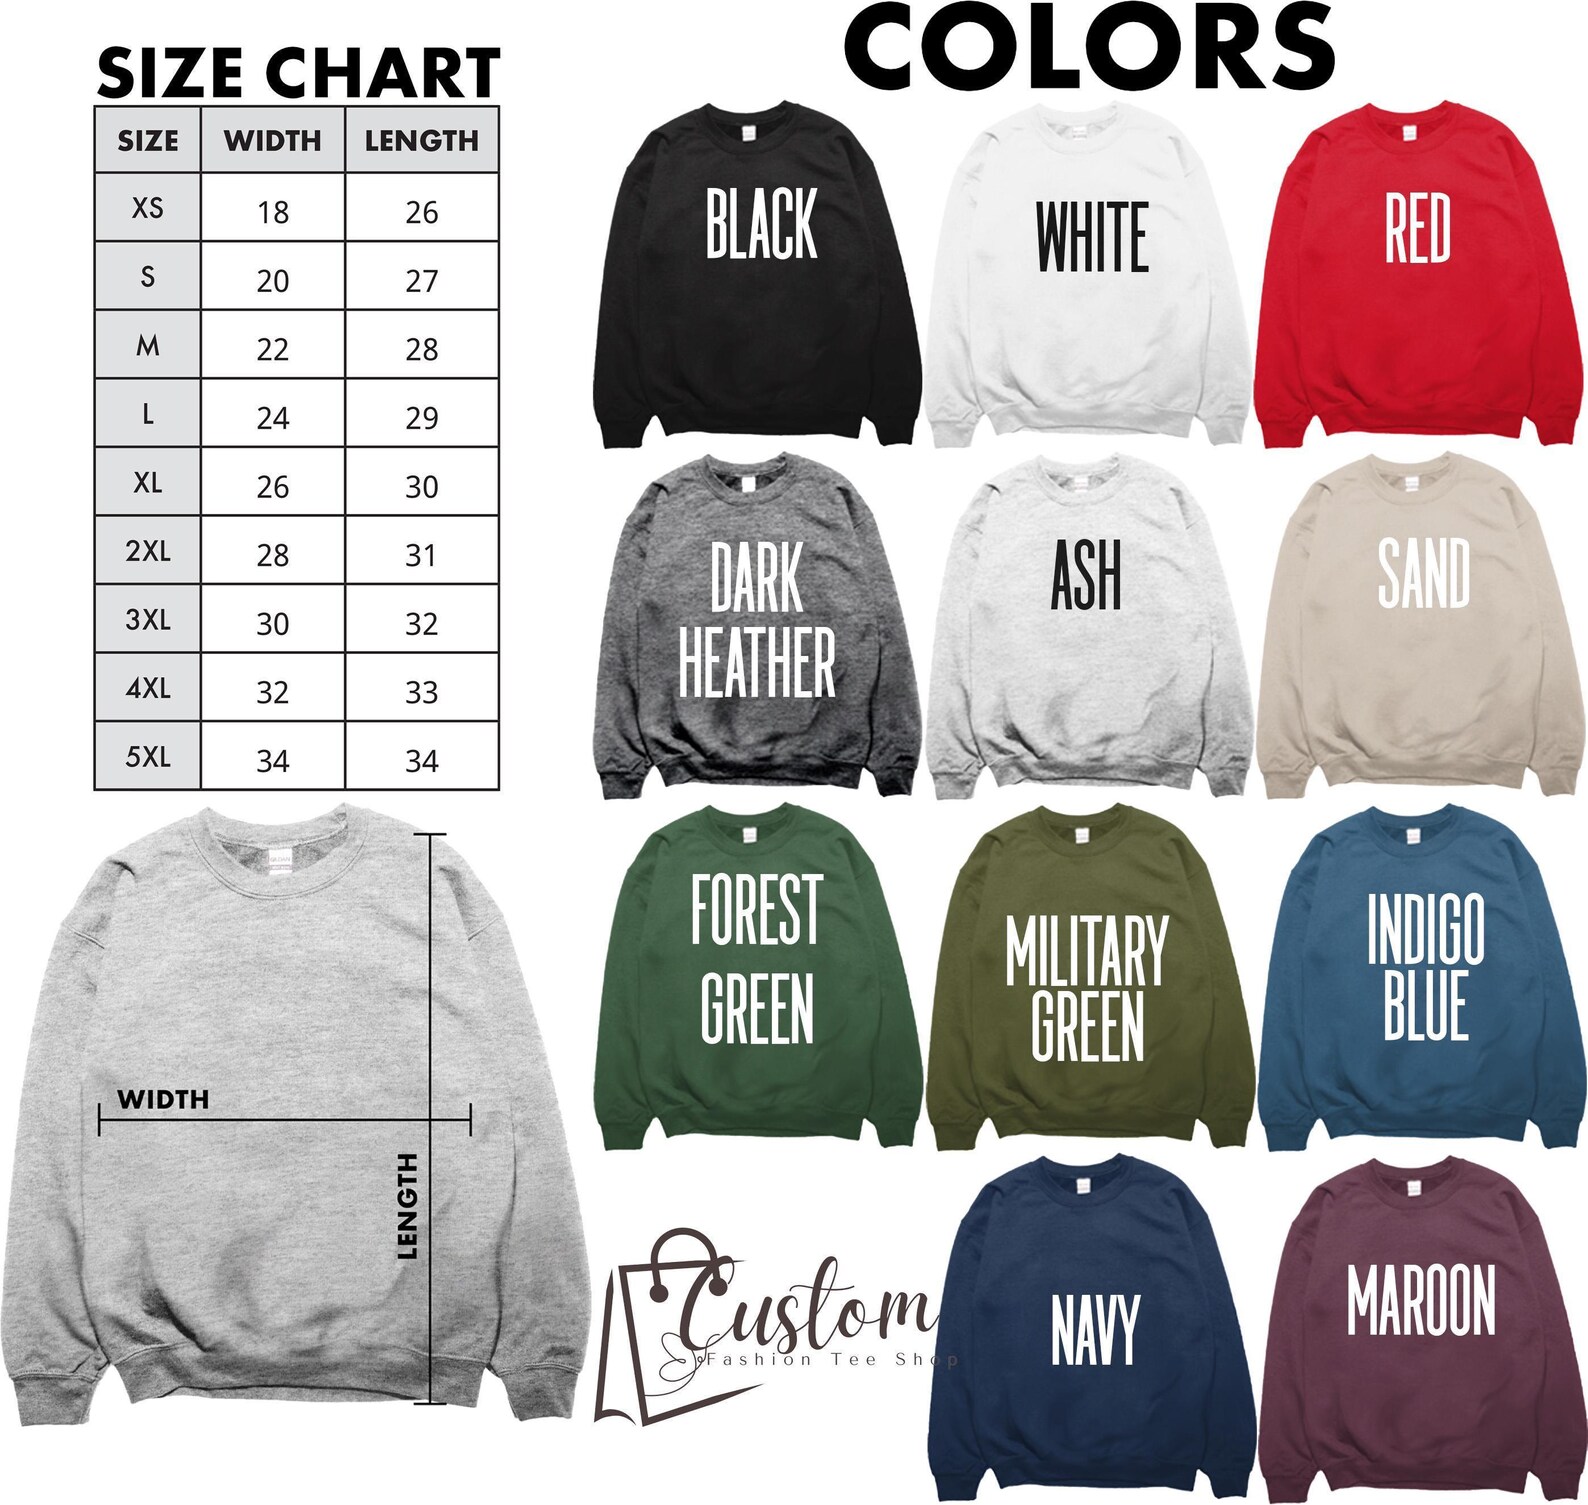 SIZE CHART
SIZE WIDTH LENGTH
XS 18 26
S 20 27
M 22 28
L 24 29
XL 26 30
2XL 28 31
3XL 30 32
4XL 32 33
5XL 34 34
WIDTH
LENGTH
COLORS
BLACK
WHITE
RED
DARK
HEATHER
ASH
SAND
FOREST
GREEN
MILITARY
GREEN
INDIGO
BLUE
NAVY
MAROON
Custom
Fashion Tee Shop